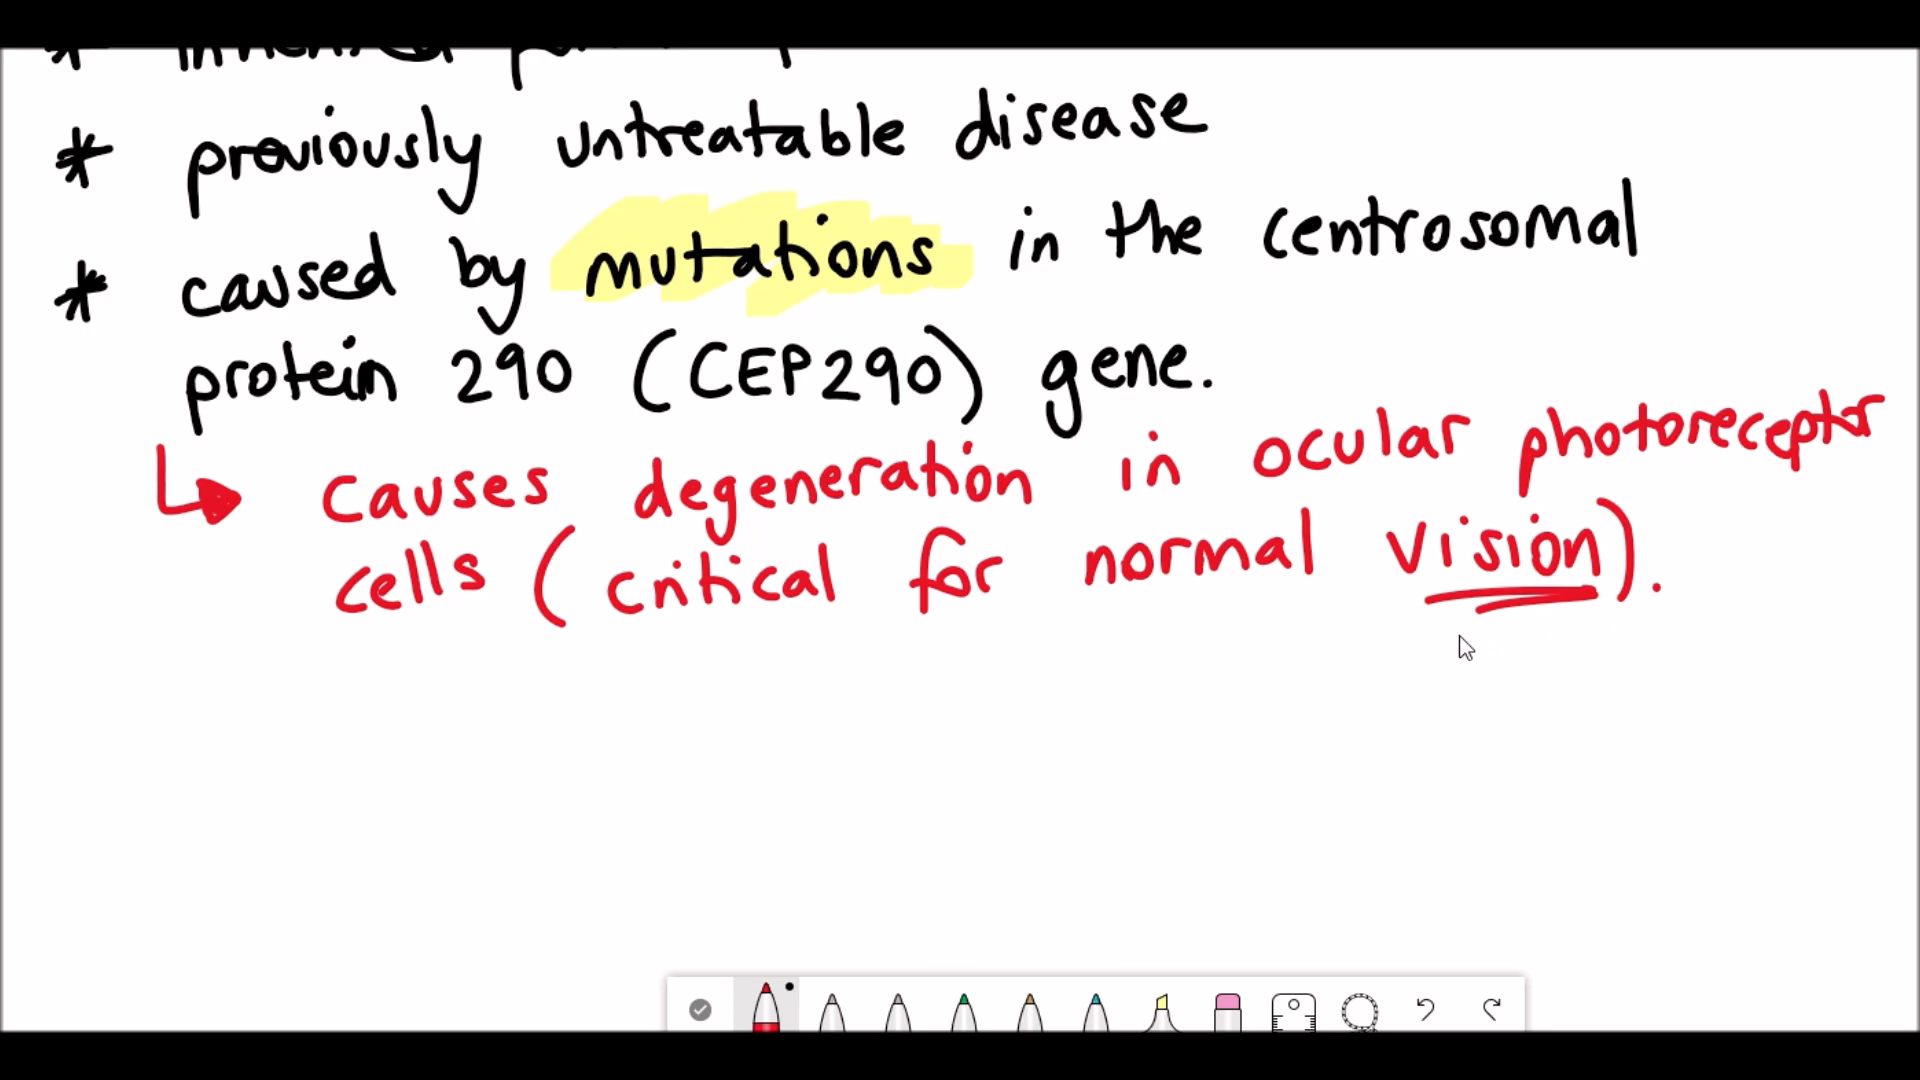 * previously untreatable disease
* caused by mutations in the centrosomal
protein 290 (CEP290) gene.
causes degeneration in ocular photoreceptor
cells (critical for normal vision).